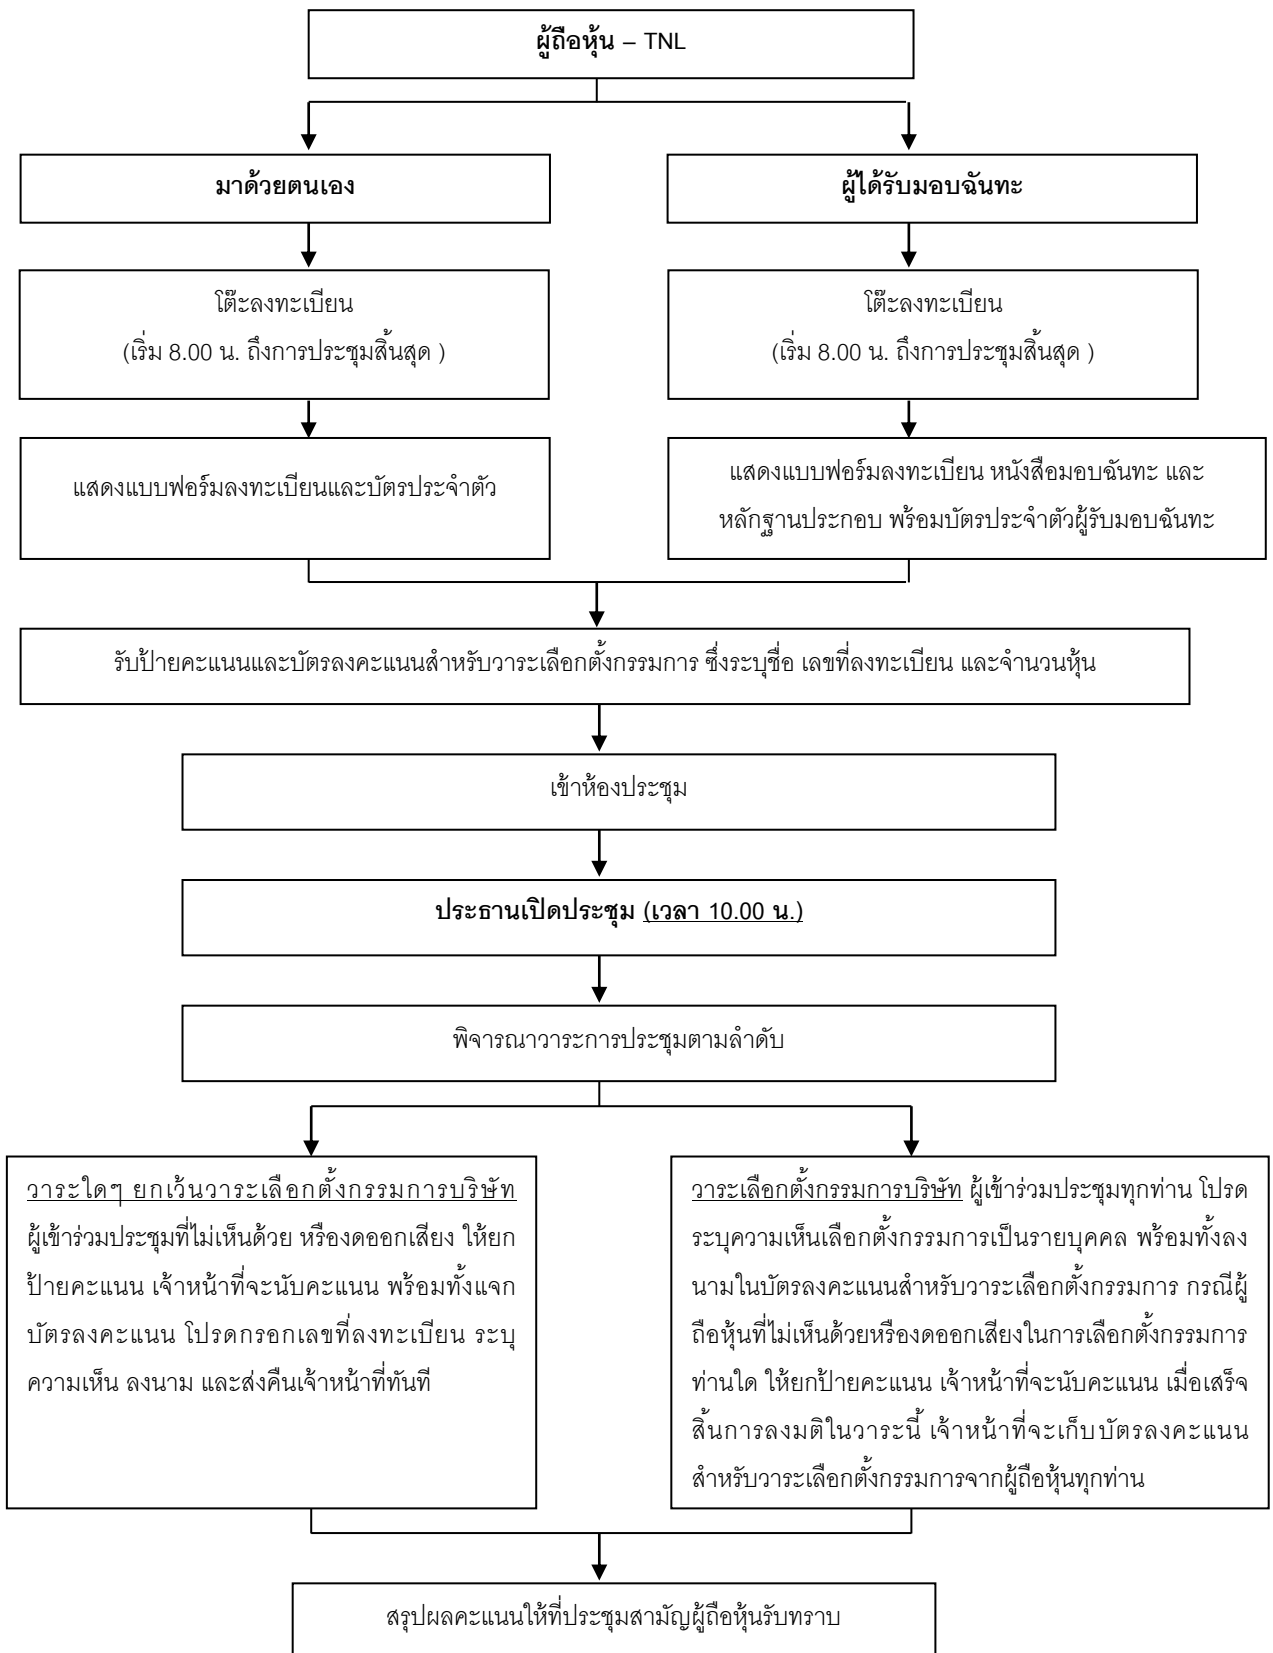 ผู้ถือหุ้น – TNL
มาด้วยตนเอง
ผู้ได้รับมอบฉันทะ
โต๊ะลงทะเบียน
(เริ่ม 8.00 น. ถึงการประชุมสิ้นสุด )
โต๊ะลงทะเบียน
(เริ่ม 8.00 น. ถึงการประชุมสิ้นสุด )
แสดงแบบฟอร์มลงทะเบียนและบัตรประจำตัว
แสดงแบบฟอร์มลงทะเบียน หนังสือมอบฉันทะ และ
หลักฐานประกอบ พร้อมบัตรประจำตัวผู้รับมอบฉันทะ
รับป้ายคะแนนและบัตรลงคะแนนสำหรับวาระเลือกตั้งกรรมการ ซึ่งระบุชื่อ เลขที่ลงทะเบียน และจำนวนหุ้น
เข้าห้องประชุม
ประธานเปิดประชุม (เวลา 10.00 น.)
พิจารณาวาระการประชุมตามลำดับ
วาระใดๆ ยกเว้นวาระเลือกตั้งกรรมการบริษัท
ผู้เข้าร่วมประชุมที่ไม่เห็นด้วย หรืองดออกเสียง ให้ยก
ป้ายคะแนน เจ้าหน้าที่จะนับคะแนน พร้อมทั้งแจก
บัตรลงคะแนน โปรดกรอกเลขที่ลงทะเบียน ระบุ
ความเห็น ลงนาม และส่งคืนเจ้าหน้าที่ทันที
วาระเลือกตั้งกรรมการบริษัท ผู้เข้าร่วมประชุมทุกท่าน โปรด
ระบุความเห็นเลือกตั้งกรรมการเป็นรายบุคคล พร้อมทั้งลง
นามในบัตรลงคะแนนสำหรับวาระเลือกตั้งกรรมการ กรณีผู้
ถือหุ้นที่ไม่เห็นด้วยหรืองดออกเสียงในการเลือกตั้งกรรมการ
ท่านใด ให้ยกป้ายคะแนน เจ้าหน้าที่จะนับคะแนน เมื่อเสร็จ
สิ้นการลงมติในวาระนี้ เจ้าหน้าที่จะเก็บบัตรลงคะแนน
สำหรับวาระเลือกตั้งกรรมการจากผู้ถือหุ้นทุกท่าน
สรุปผลคะแนนให้ที่ประชุมสามัญผู้ถือหุ้นรับทราบ